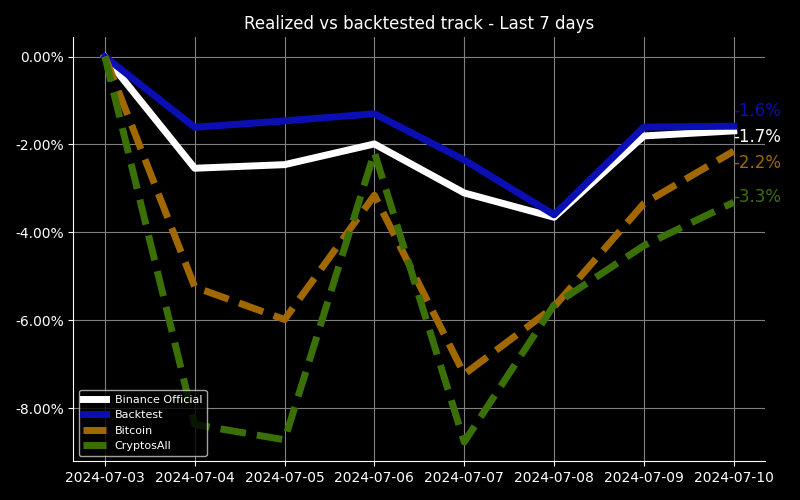 Realized vs backtested track - Last 7 days
0.00%
-2.00%
-4.00%
-6.00%
-8.00%
-1.6%
-1.7%
-2.2%
-3.3%
Binance Official
Backtest
Bitcoin
CryptosAll
2024-07-03 2024-07-04 2024-07-05 2024-07-06 2024-07-07 2024-07-08 2024-07-09 2024-07-10